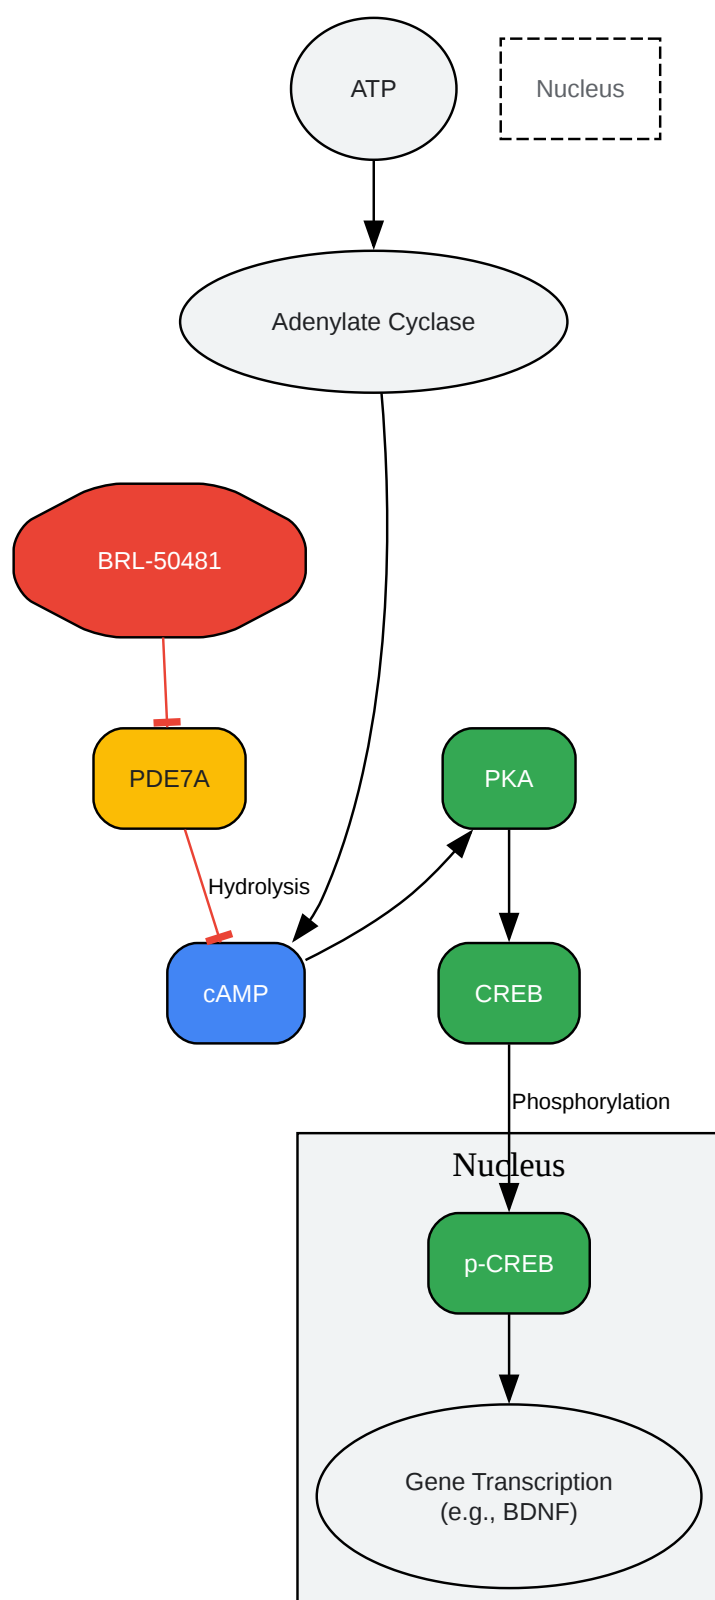 ATP
Nucleus
Adenylate Cyclase
BRL-50481
PDE7A
PKA
Hydrolysis
cAMP
CREB
Phosphorylation
Nucleus
p-CREB
Gene Transcription
(e.g., BDNF)